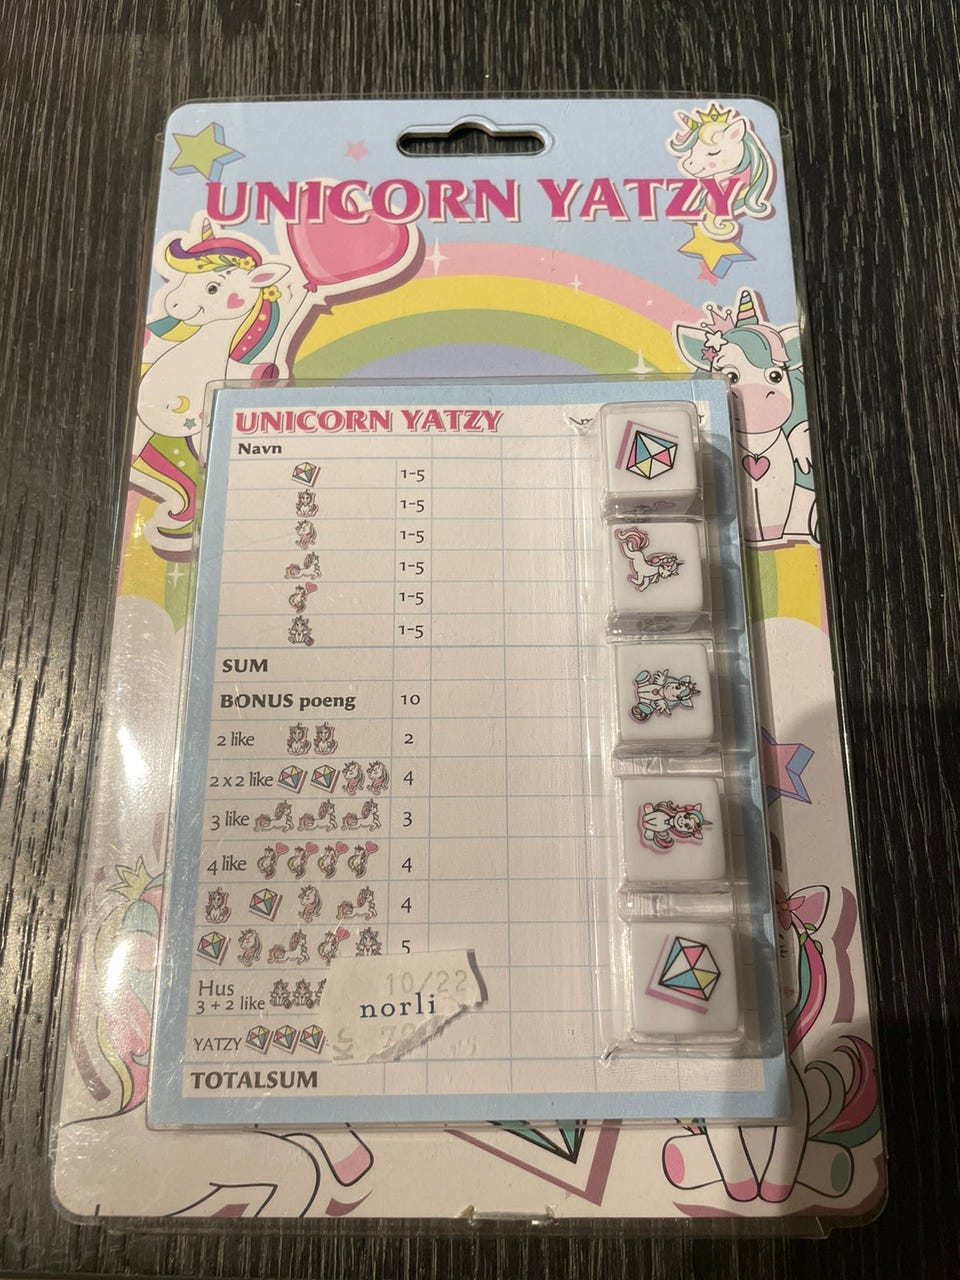 UNICORN YATZY
UNICORN YATZY
Navn
1-5
1-5
1-5
1-5
1-5
1-5
SUM
BONUS poeng 10
2 like 2
2 x 2 like 4
3 like 3
4 like 4
4
5
Hus
3 + 2 like
10/22
norli
Kr
YATZY
TOTALSUM